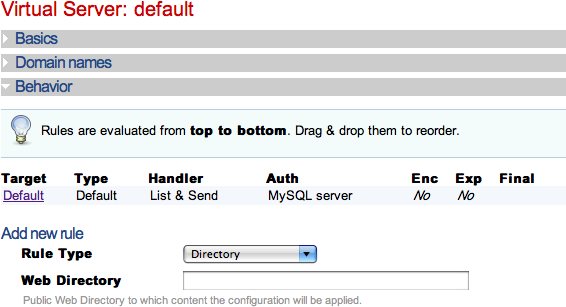 Virtual Server: default
Basics
Domain names
Behavior
Rules are evaluated from top to bottom. Drag & drop them to reorder.
Target Type Handler Auth Enc Exp Final
Default Default List & Send MySQL server No No
Add new rule
Rule Type Directory
Web Directory
Public Web Directory to which content the configuration will be applied.